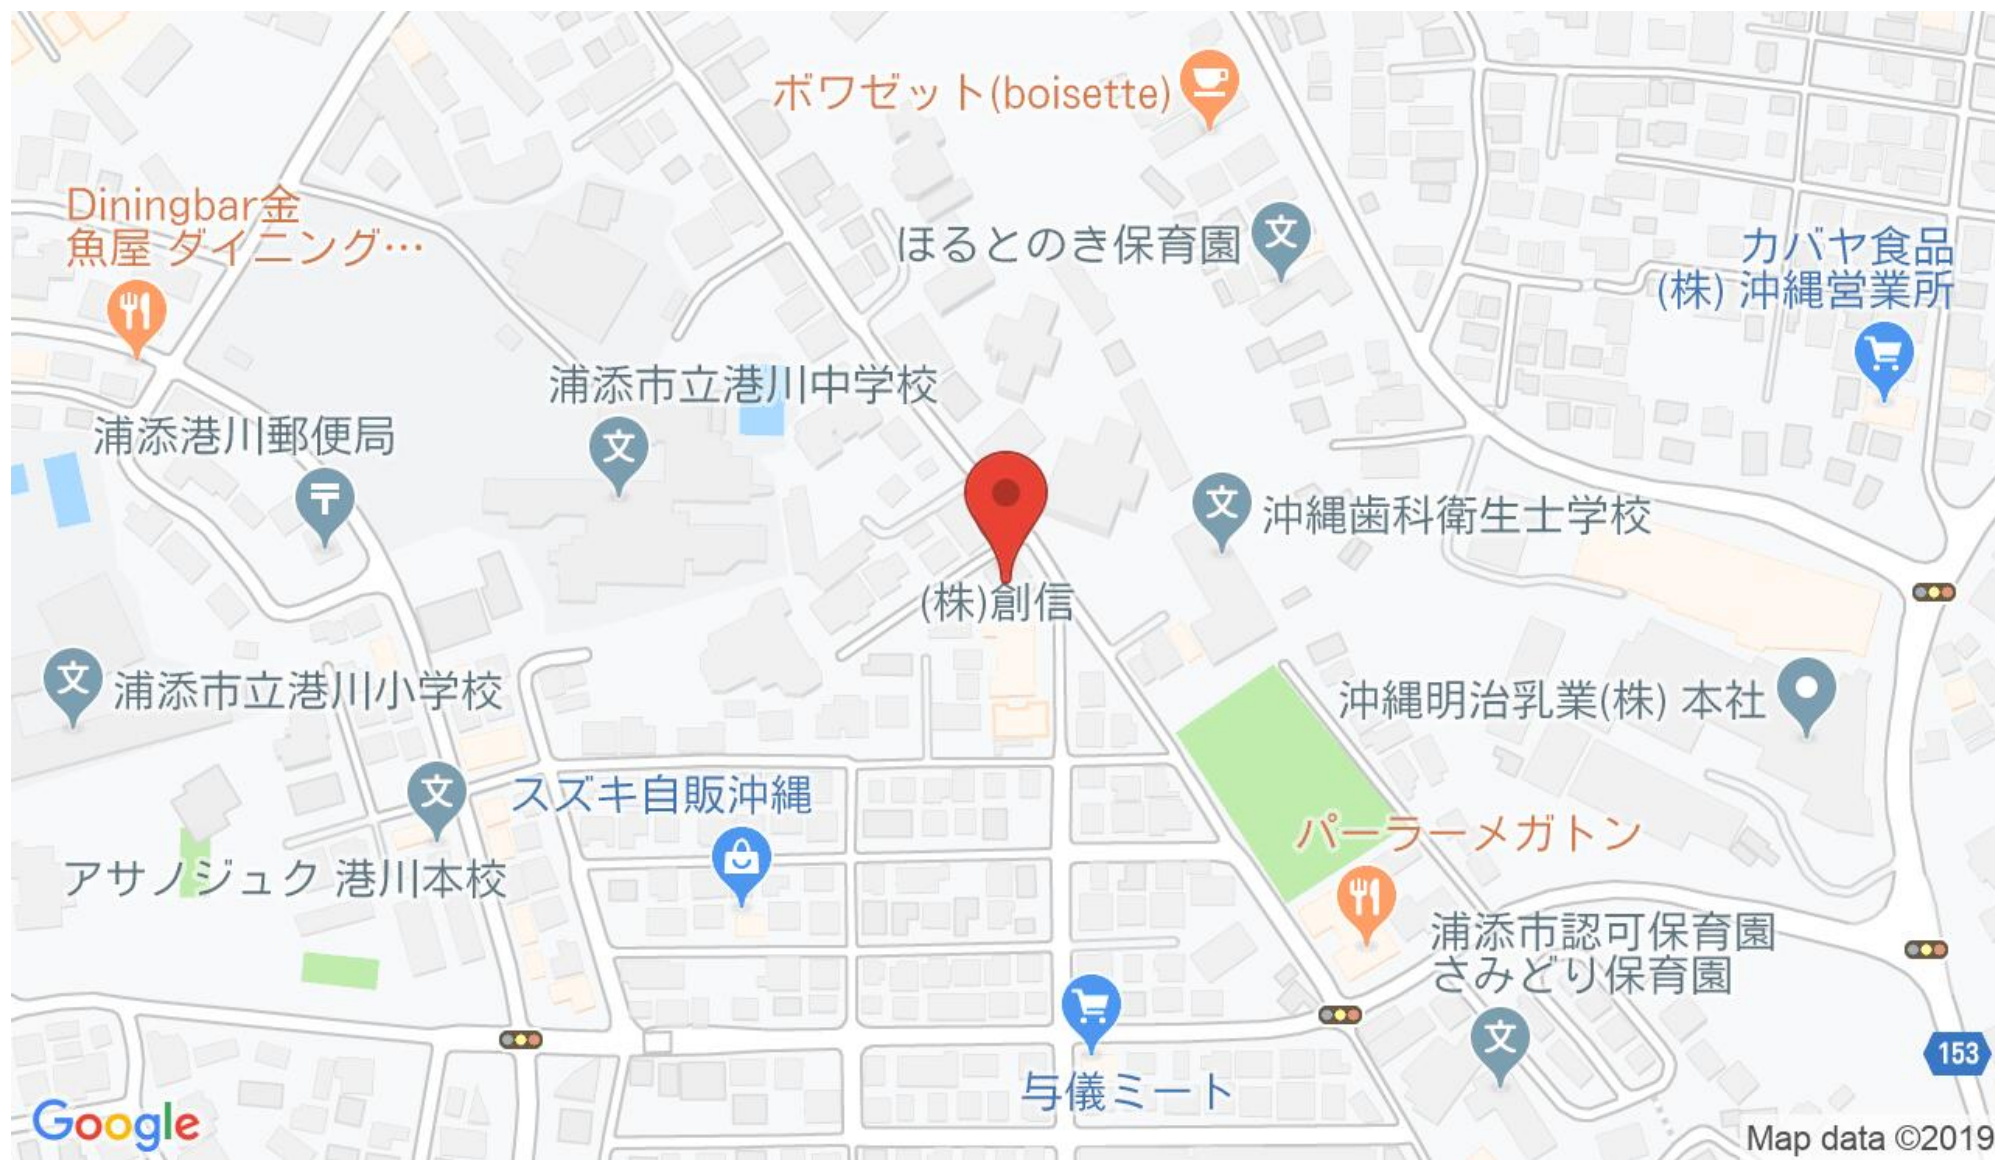 ボワゼット(boisette)
Diningbar金
魚屋 ダイニング…
ほるとのき保育園
文
カバヤ食品
(株) 沖縄営業所
浦添市立港川中学校
文
浦添港川郵便局
〒
文
沖縄歯科衛生士学校
(株)創信
文
浦添市立港川小学校
沖縄明治乳業(株) 本社
文
アサノジュク 港川本校
スズキ自販沖縄
パーラーメガトン
浦添市認可保育園
さみどり保育園
文
与儀ミート
153
Google
Map data ©2019